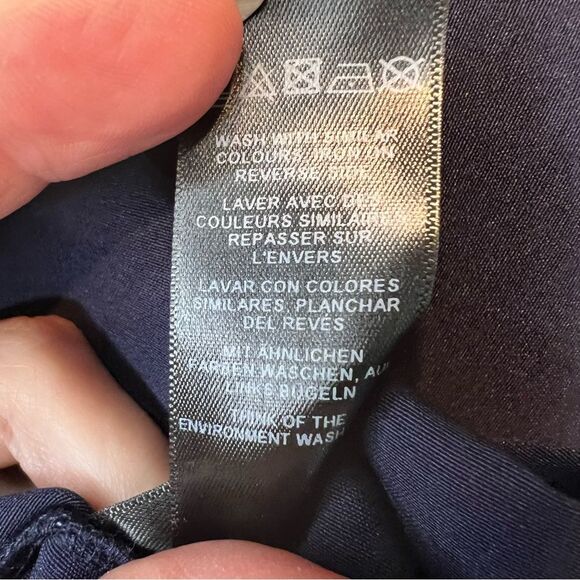 WASH WITH SIMILAR
COLOURS, IRON ON
REVERSE SIDE
LAVER AVEC DES
COULEURS SIMILAIRES
REPASSER SUR
L'ENVERS
LAVAR CON COLORES
SIMILARES, PLANCHAR
DEL REVÉS
MIT ÄHNLICHEN
FARBEN WASCHEN, AUF
LINKS BÜGELN
THINK OF THE
ENVIRONMENT WASH